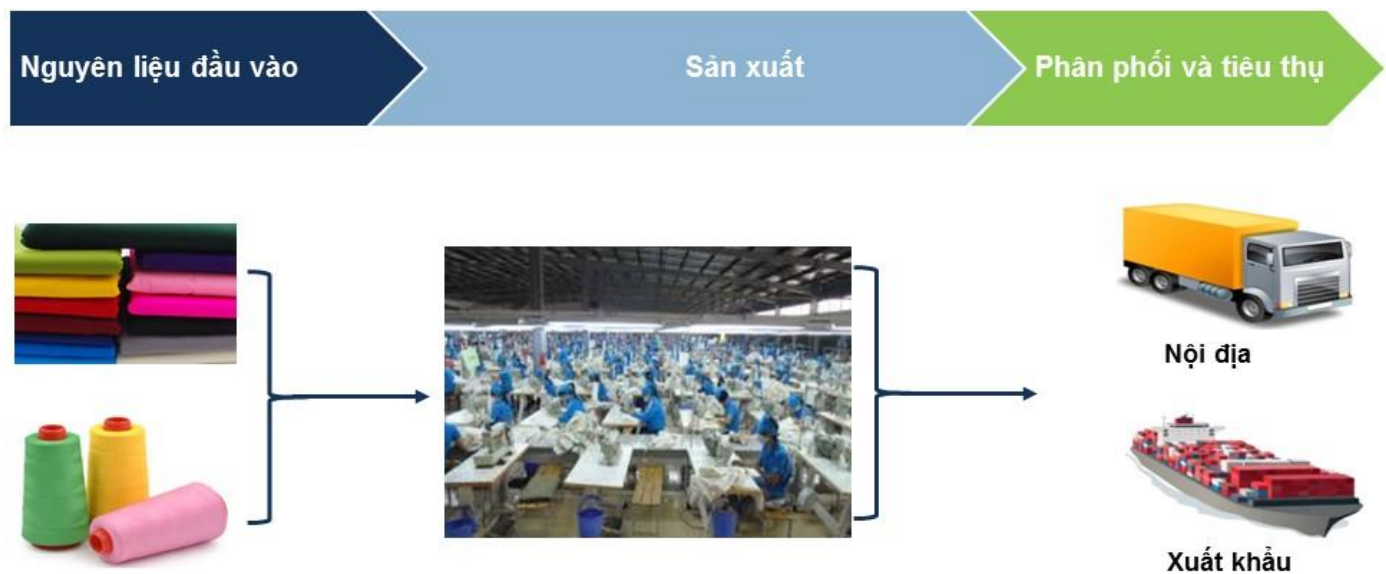 Nguyên liệu đầu vào
Sản xuất
Phân phối và tiêu thụ
Nội địa
Xuất khẩu